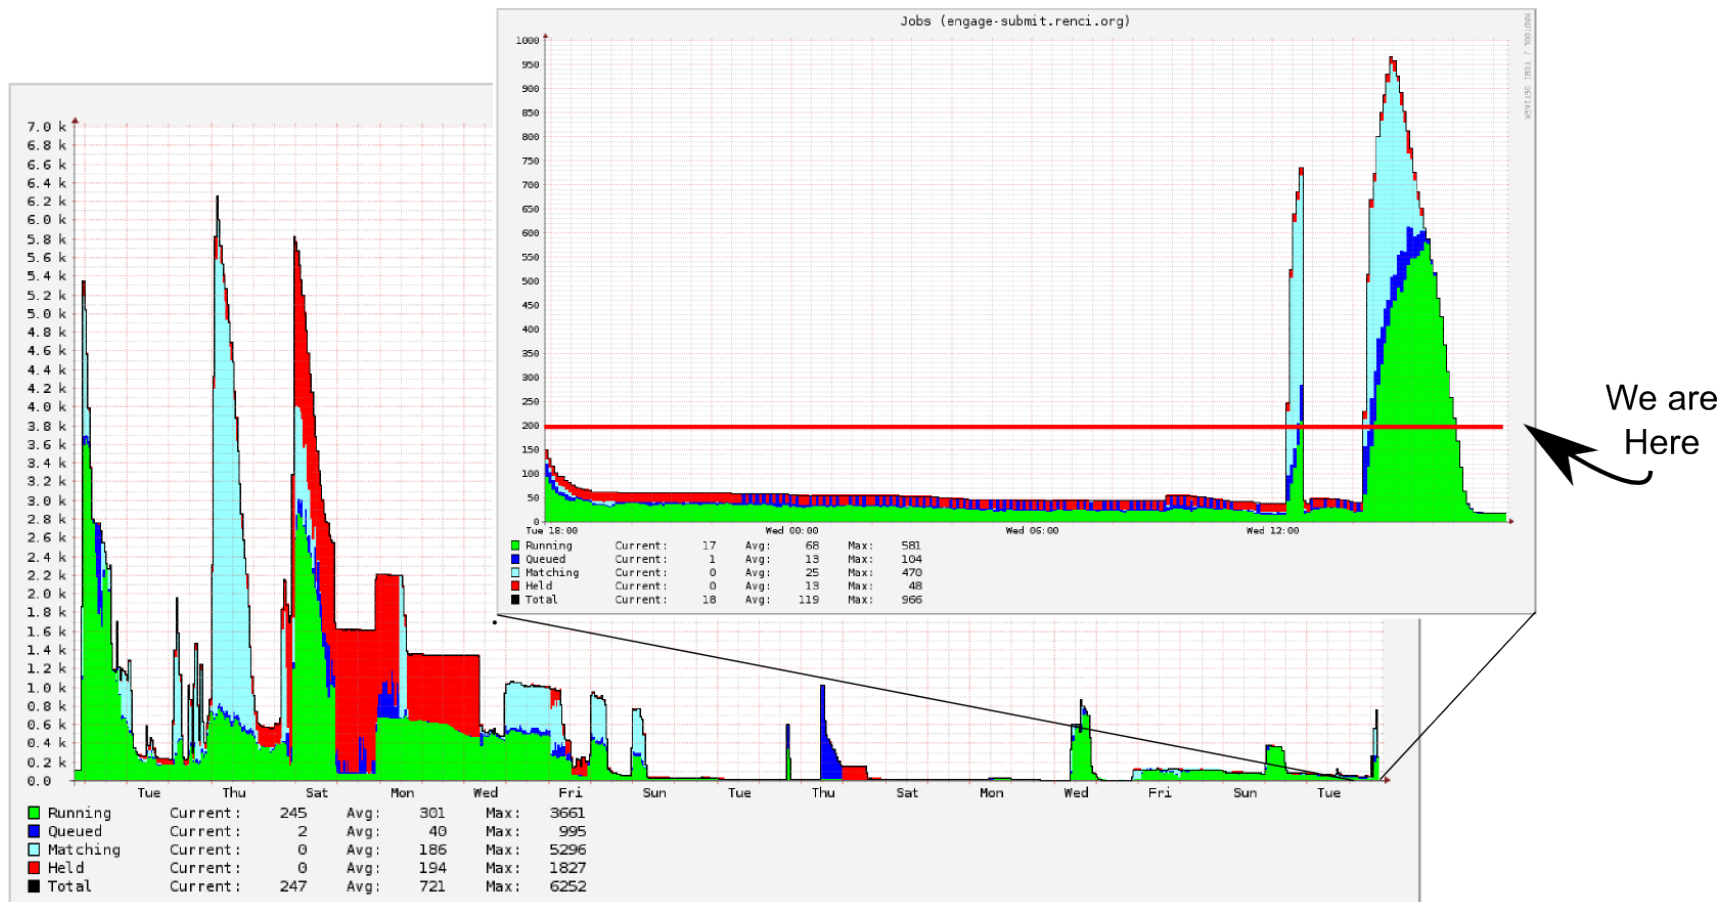 Jobs (engage-submit.renci.org)
RRDTOOL / TOBI OETIKER
1000
950
900
850
800
750
700
650
600
550
500
450
400
350
300
250
200
150
100
50
0
Tue 18:00 Wed 00:00 Wed 06:00 Wed 12:00
Running Current: 17 Avg: 68 Max: 581
Queued Current: 1 Avg: 13 Max: 104
Matching Current: 0 Avg: 25 Max: 470
Held Current: 0 Avg: 13 Max: 48
Total Current: 18 Avg: 119 Max: 966
We are
Here
7.0 k
6.8 k
6.6 k
6.4 k
6.2 k
6.0 k
5.8 k
5.6 k
5.4 k
5.2 k
5.0 k
4.8 k
4.6 k
4.4 k
4.2 k
4.0 k
3.8 k
3.6 k
3.4 k
3.2 k
3.0 k
2.8 k
2.6 k
2.4 k
2.2 k
2.0 k
1.8 k
1.6 k
1.4 k
1.2 k
1.0 k
0.8 k
0.6 k
0.4 k
0.2 k
0.0
Tue Thu Sat Mon Wed Fri Sun Tue Thu Sat Mon Wed Fri Sun Tue
Running Current: 245 Avg: 301 Max: 3661
Queued Current: 2 Avg: 40 Max: 995
Matching Current: 0 Avg: 186 Max: 5296
Held Current: 0 Avg: 194 Max: 1827
Total Current: 247 Avg: 721 Max: 6252